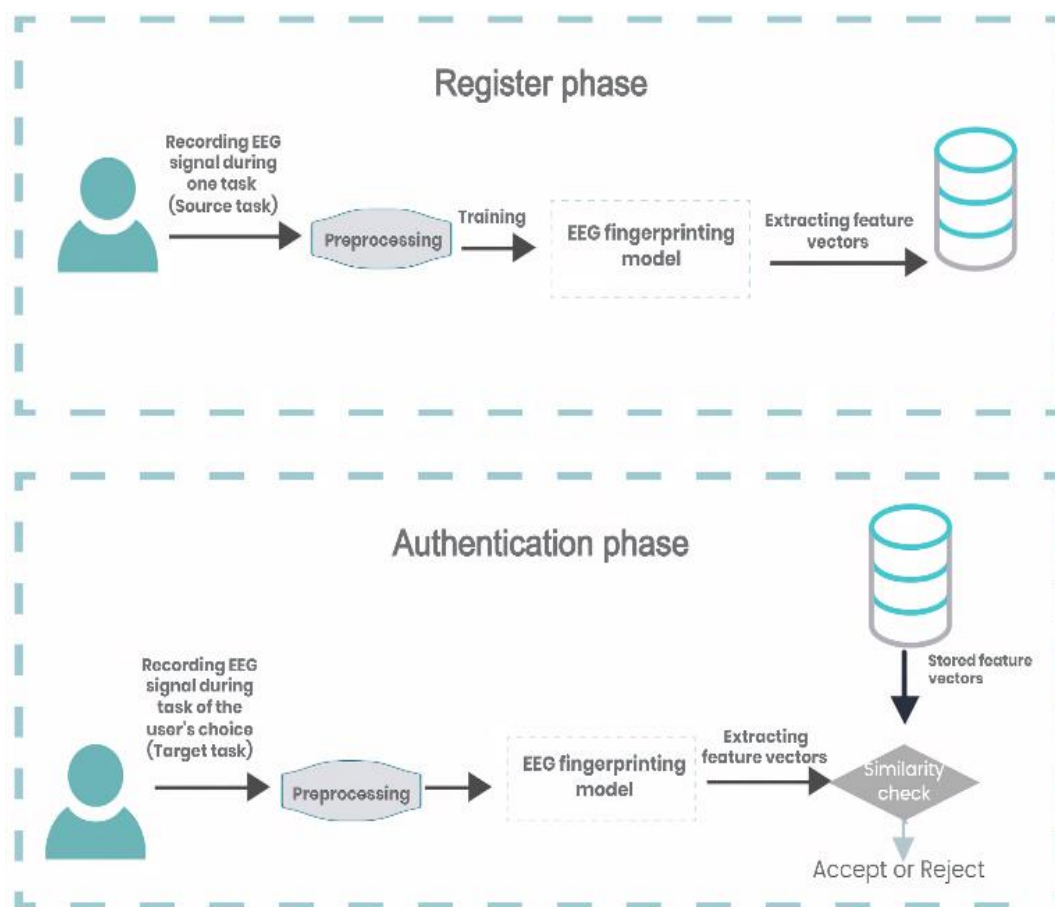 Register phase
Recording EEG
signal during
one task
(Source task)
Preprocessing
Training
EEG fingerprinting
model
Extracting feature
vectors
Authentication phase
Recording EEG
signal during
task of the
user's choice
(Target task)
Preprocessing
EEG fingerprinting
model
Extracting
feature vectors
Stored feature
vectors
Similarity
check
Accept or Reject